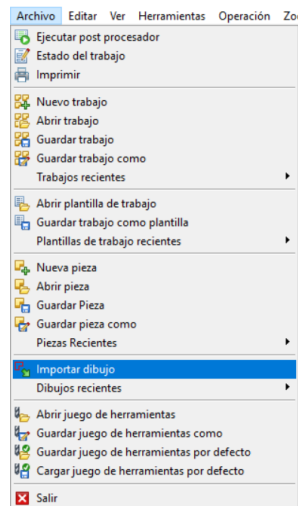 Archivo Editar Ver Herramientas Operación
Ejecutar post procesador
Estado del trabajo
Imprimir
Nuevo trabajo
Abrir trabajo
Guardar trabajo
Guardar trabajo como
Trabajos recientes
Abrir plantilla de trabajo
Guardar trabajo como plantilla
Plantillas de trabajo recientes
Nueva pieza
Abrir pieza
Guardar Pieza
Guardar pieza como
Piezas Recientes
Importar dibujo
Dibujos recientes
Abrir juego de herramientas
Guardar juego de herramientas como
Guardar juego de herramientas por defecto
Cargar juego de herramientas por defecto
Salir